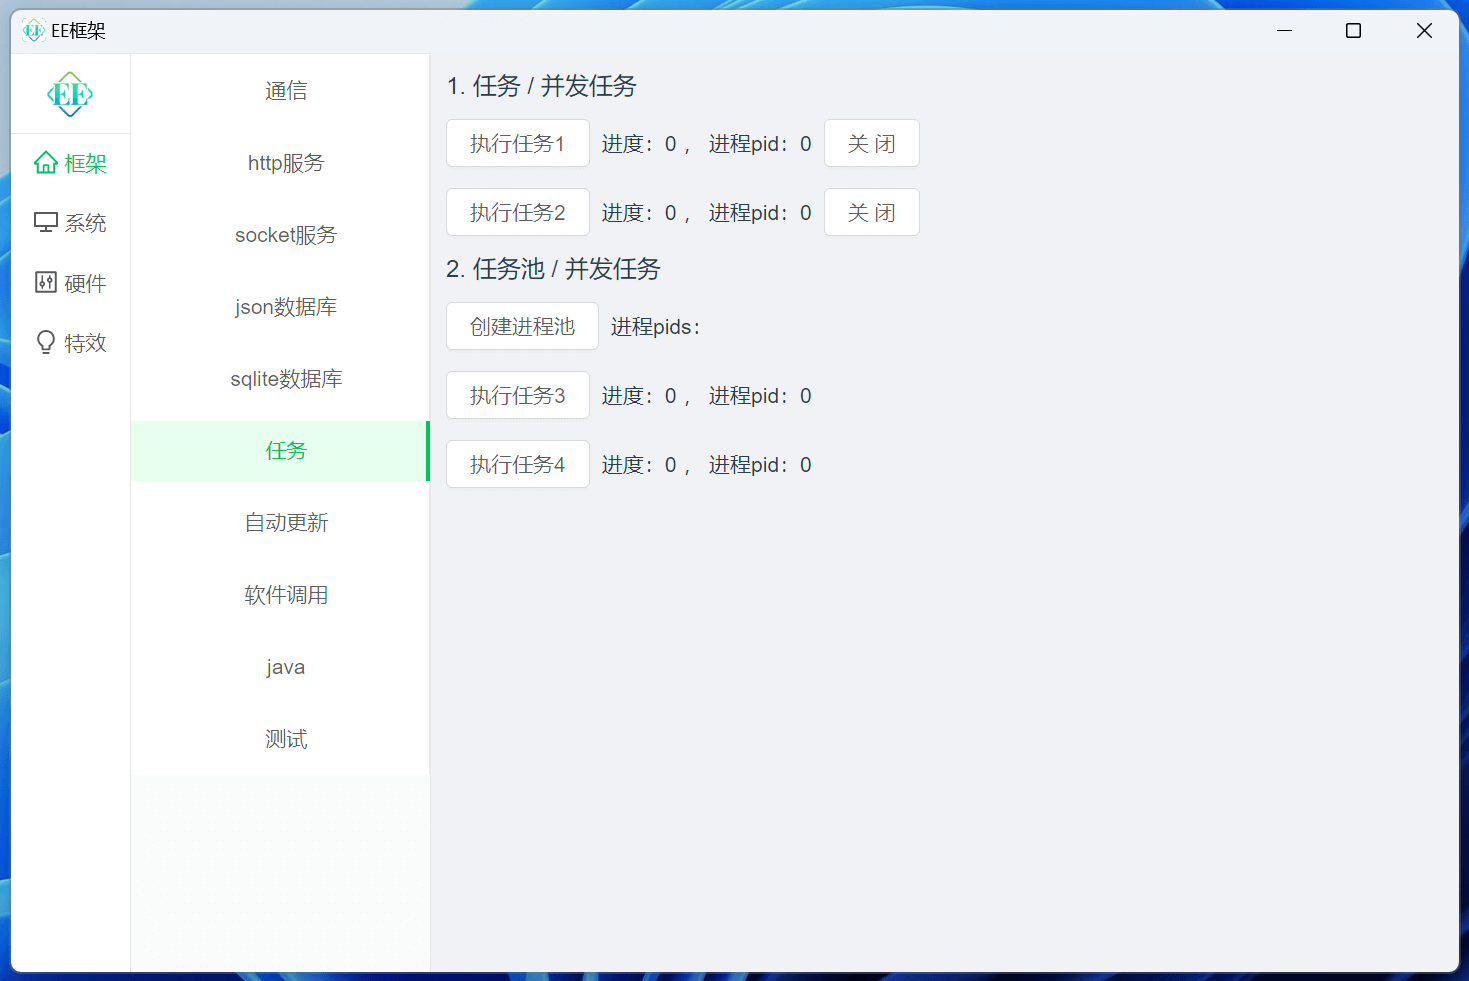 EE框架
EE
框架
系统
硬件
特效
通信
http服务
socket服务
json数据库
sqlite数据库
任务
自动更新
软件调用
java
测试
1. 任务 / 并发任务
执行任务1 进度：0 ， 进程pid：0 关 闭
执行任务2 进度：0 ， 进程pid：0 关 闭
2. 任务池 / 并发任务
创建进程池 进程pids：
执行任务3 进度：0 ， 进程pid：0
执行任务4 进度：0 ， 进程pid：0